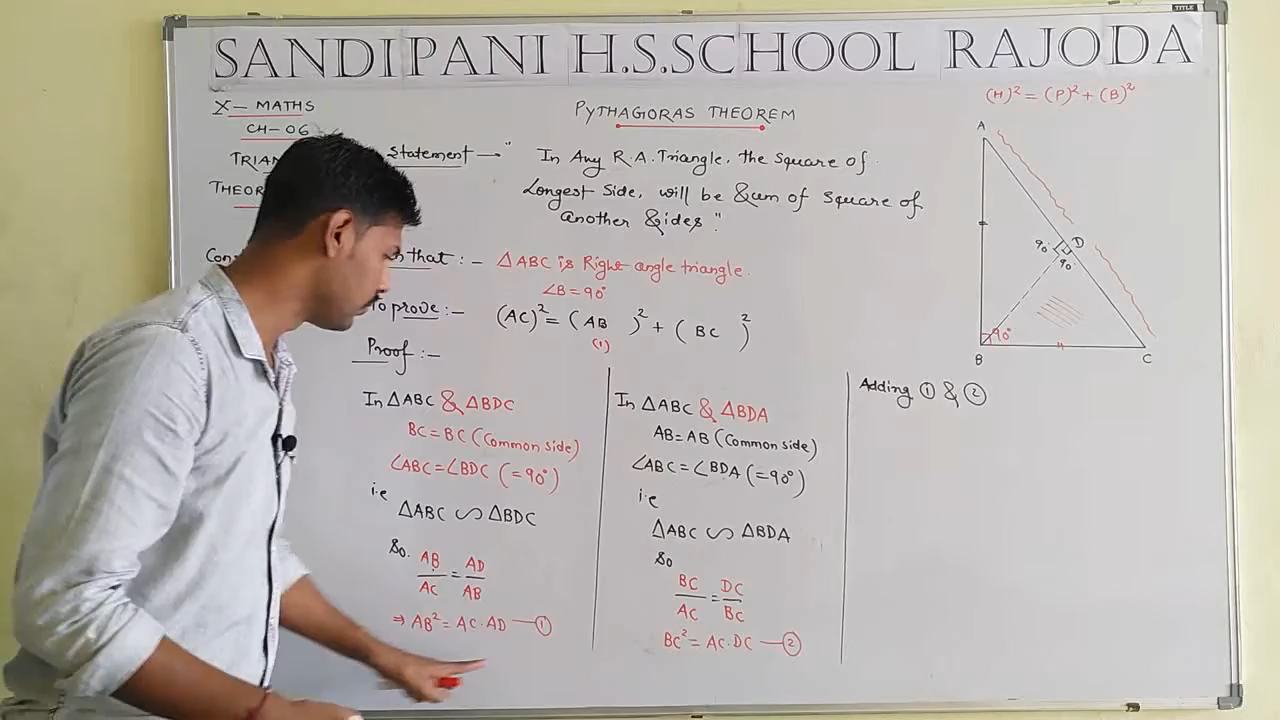 TITLE
SANDIPANI H.S.SCHOOL RAJODA
X- MATHS
CH-06
PYTHAGORAS THEOREM
(H)² = (P)² + (B)²
Statement → " In Any R.A. Triangle, the Square of
Longest Side, will be Sum of Square of
another Sides".
that :- ΔABC is Right angle triangle.
∠B = 90°
To prove :- (AC)² = (AB)² + (BC)²
(1)
Proof :-
In ΔABC & ΔBDC
BC = BC (Common side)
∠ABC = ∠BDC (= 90°)
i.e
ΔABC ∽ ΔBDC
So.
AB/AC = AD/AB
⇒ AB² = AC·AD —①
In ΔABC & ΔBDA
AB = AB (Common side)
∠ABC = ∠BDA (= 90°)
i.e
ΔABC ∽ ΔBDA
So
BC/AC = DC/BC
BC² = AC·DC —②
Adding ① & ②
A
D
90°
90
90°
B
C